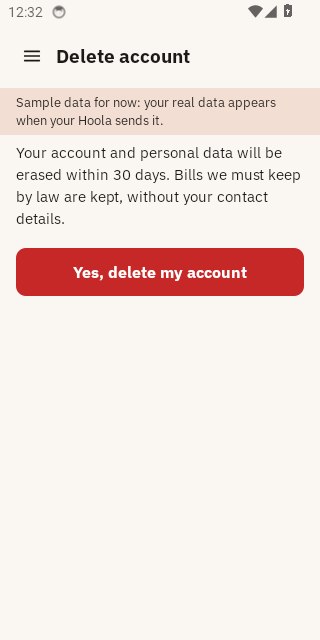 12:32
Delete account
Sample data for now: your real data appears
when your Hoola sends it.
Your account and personal data will be
erased within 30 days. Bills we must keep
by law are kept, without your contact
details.
Yes, delete my account